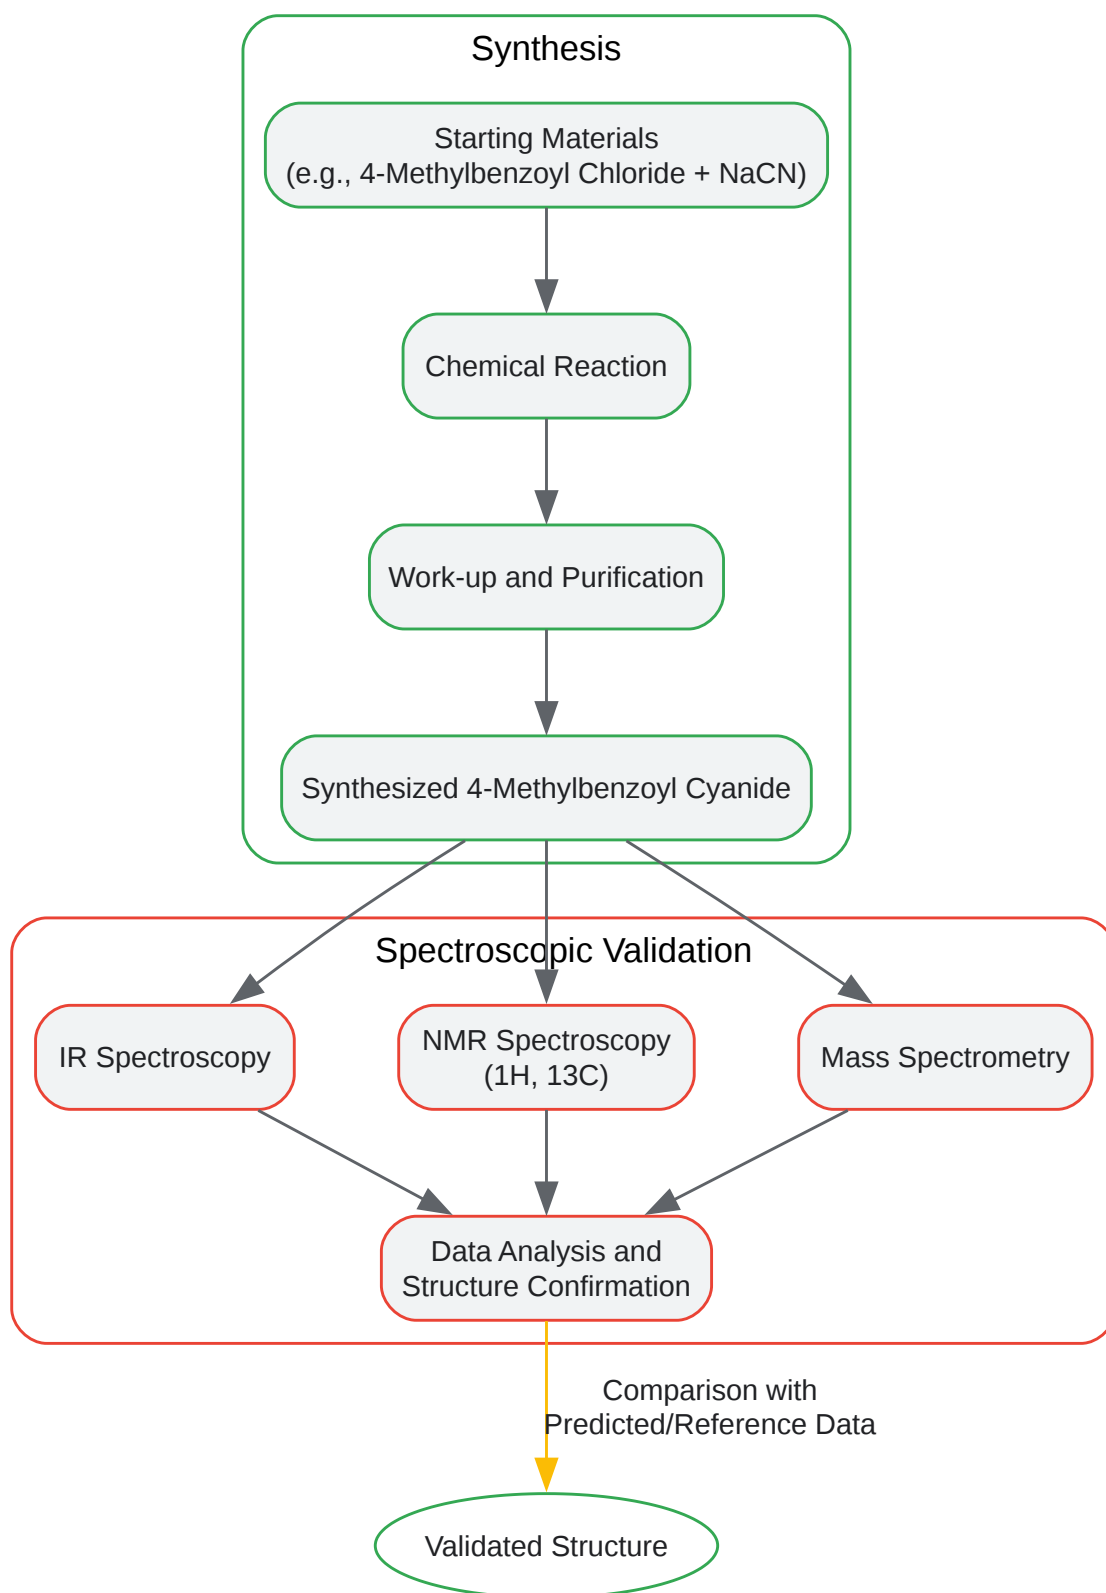 Synthesis
Starting Materials
(e.g., 4-Methylbenzoyl Chloride + NaCN)
Chemical Reaction
Work-up and Purification
Synthesized 4-Methylbenzoyl Cyanide
Spectroscopic Validation
IR Spectroscopy
NMR Spectroscopy
(1H, 13C)
Mass Spectrometry
Data Analysis and
Structure Confirmation
Comparison with
Predicted/Reference Data
Validated Structure